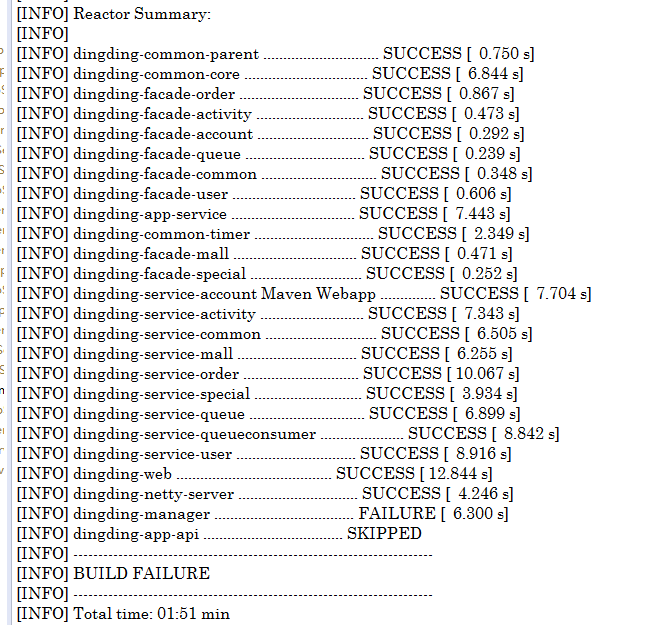 [INFO] Reactor Summary:
[INFO]
[INFO] dingding-common-parent ............................. SUCCESS [ 0.750 s]
[INFO] dingding-common-core ............................... SUCCESS [ 6.844 s]
[INFO] dingding-facade-order .............................. SUCCESS [ 0.867 s]
[INFO] dingding-facade-activity ........................... SUCCESS [ 0.473 s]
[INFO] dingding-facade-account ............................ SUCCESS [ 0.292 s]
[INFO] dingding-facade-queue .............................. SUCCESS [ 0.239 s]
[INFO] dingding-facade-common ............................. SUCCESS [ 0.348 s]
[INFO] dingding-facade-user ............................... SUCCESS [ 0.606 s]
[INFO] dingding-app-service ............................... SUCCESS [ 7.443 s]
[INFO] dingding-common-timer .............................. SUCCESS [ 2.349 s]
[INFO] dingding-facade-mall ............................... SUCCESS [ 0.471 s]
[INFO] dingding-facade-special ............................ SUCCESS [ 0.252 s]
[INFO] dingding-service-account Maven Webapp .............. SUCCESS [ 7.704 s]
[INFO] dingding-service-activity .......................... SUCCESS [ 7.343 s]
[INFO] dingding-service-common ............................ SUCCESS [ 6.505 s]
[INFO] dingding-service-mall .............................. SUCCESS [ 6.255 s]
[INFO] dingding-service-order ............................. SUCCESS [ 10.067 s]
[INFO] dingding-service-special ........................... SUCCESS [ 3.934 s]
[INFO] dingding-service-queue ............................. SUCCESS [ 6.899 s]
[INFO] dingding-service-queueconsumer ..................... SUCCESS [ 8.842 s]
[INFO] dingding-service-user .............................. SUCCESS [ 8.916 s]
[INFO] dingding-web ....................................... SUCCESS [ 12.844 s]
[INFO] dingding-netty-server .............................. SUCCESS [ 4.246 s]
[INFO] dingding-manager ................................... FAILURE [ 6.300 s]
[INFO] dingding-app-api ................................... SKIPPED
[INFO] ------------------------------------------------------------------------
[INFO] BUILD FAILURE
[INFO] ------------------------------------------------------------------------
[INFO] Total time: 01:51 min